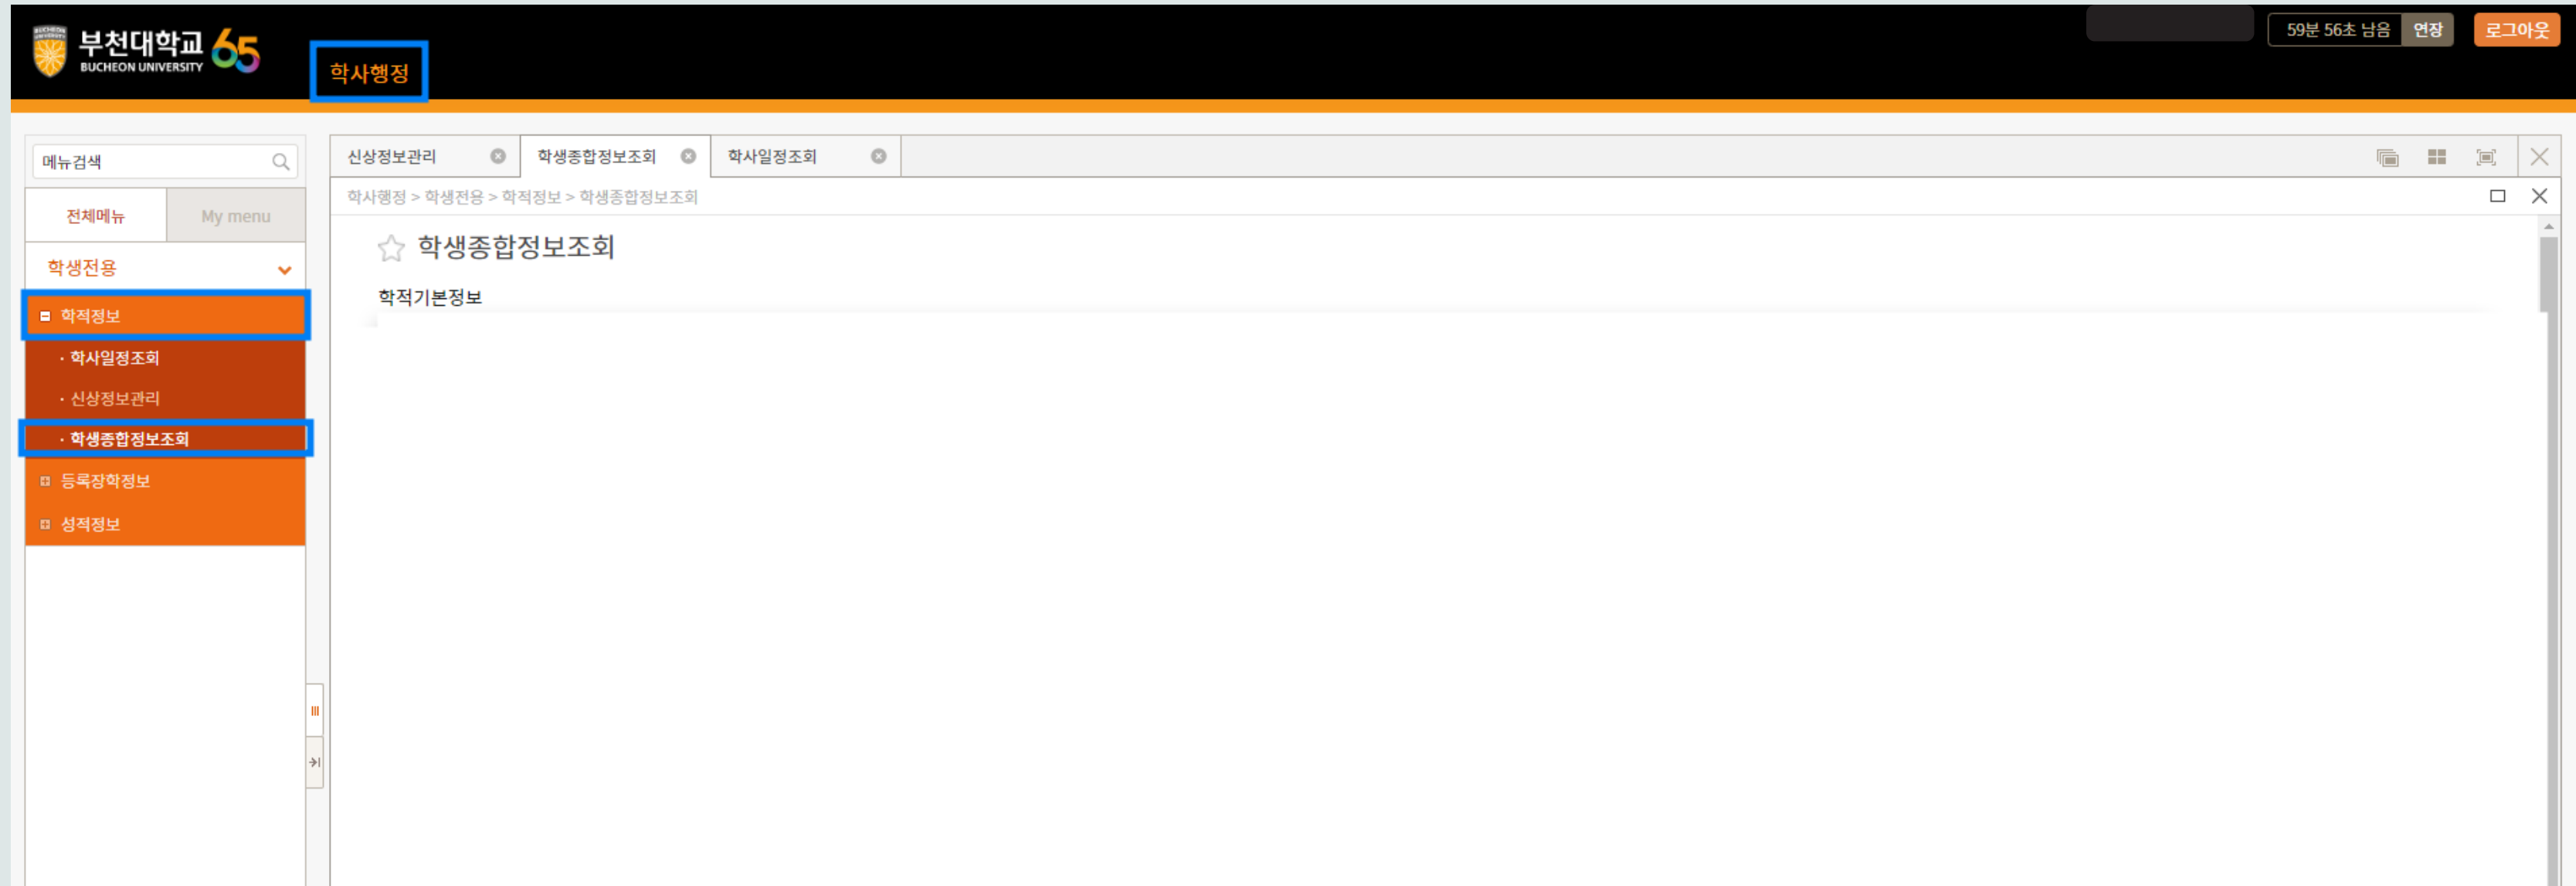 부천대학교 65
BUCHEON UNIVERSITY
학사행정
59분 56초 남음 연장 로그아웃
메뉴검색
전체메뉴 My menu
학생전용
학적정보
· 학사일정조회
· 신상정보관리
· 학생종합정보조회
등록장학정보
성적정보
신상정보관리 학생종합정보조회 학사일정조회
학사행정 > 학생전용 > 학적정보 > 학생종합정보조회
학생종합정보조회
학적기본정보